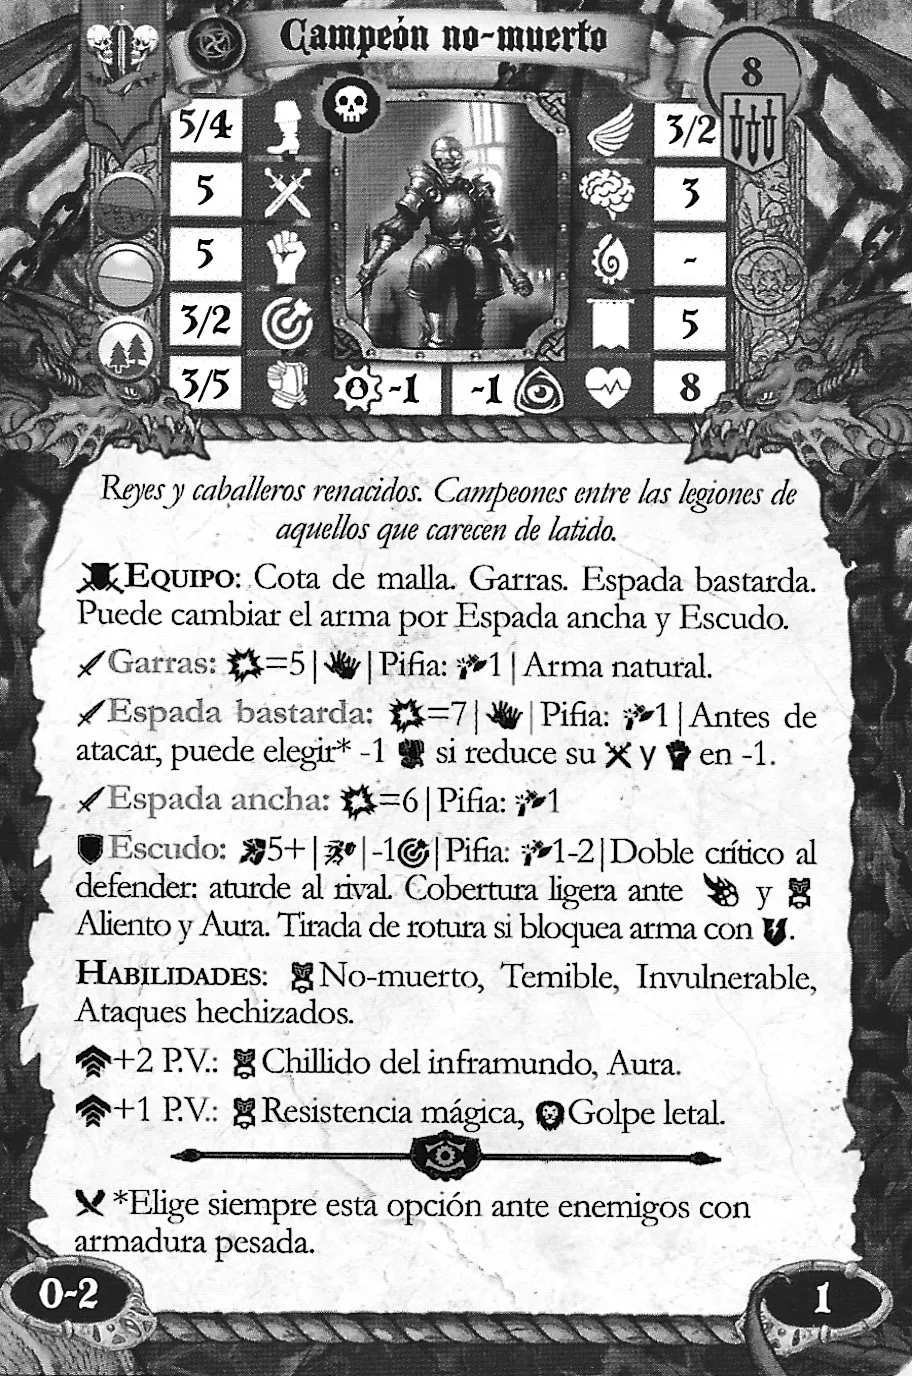 Campeón no-muerto
8
5/4
3/2
5
3
5
-
3/2
5
3/5
-1
-1
8
Reyes y caballeros renacidos. Campeones entre las legiones de
aquellos que carecen de latido.
EQUIPO: Cota de malla. Garras. Espada bastarda.
Puede cambiar el arma por Espada ancha y Escudo.
Garras: =5 | | Pifia: 1 | Arma natural.
Espada bastarda: =7 | | Pifia: 1 | Antes de
atacar, puede elegir* -1 si reduce su y en -1.
Espada ancha: =6 | Pifia: 1
Escudo: 5+ | | -1 | Pifia: 1-2 | Doble crítico al
defender: aturde al rival. Cobertura ligera ante y
Aliento y Aura. Tirada de rotura si bloquea arma con .
HABILIDADES: No-muerto, Temible, Invulnerable,
Ataques hechizados.
+2 P.V.: Chillido del inframundo, Aura.
+1 P.V.: Resistencia mágica, Golpe letal.
*Elige siempre esta opción ante enemigos con
armadura pesada.
0-2
1